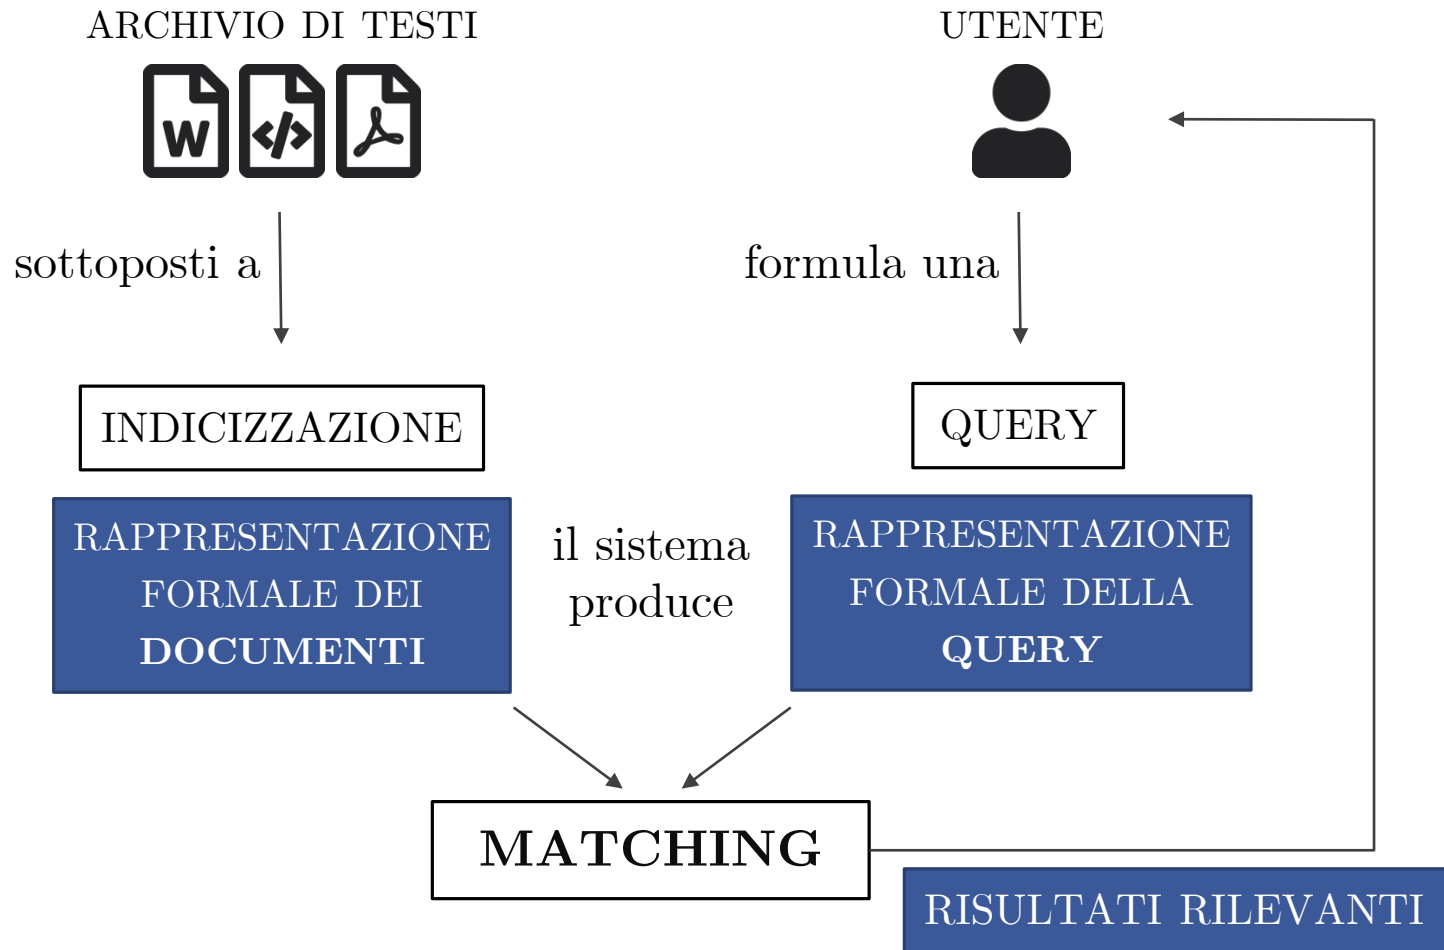 ARCHIVIO DI TESTI
UTENTE
W
</>
sottoposti a
formula una
INDICIZZAZIONE
QUERY
RAPPRESENTAZIONE
FORMALE DEI
DOCUMENTI
il sistema
produce
RAPPRESENTAZIONE
FORMALE DELLA
QUERY
MATCHING
RISULTATI RILEVANTI